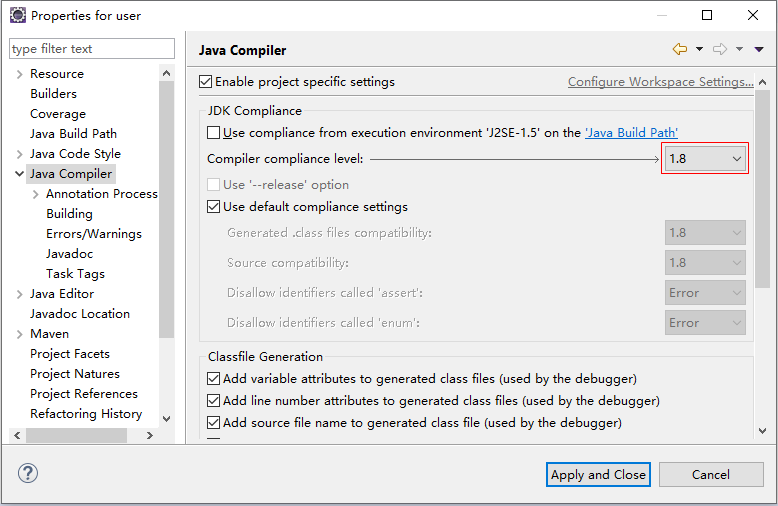 Properties for user
type filter text
Resource
Builders
Coverage
Java Build Path
Java Code Style
Java Compiler
Annotation Process
Building
Errors/Warnings
Javadoc
Task Tags
Java Editor
Javadoc Location
Maven
Project Facets
Project Natures
Project References
Refactoring History
Java Compiler
Enable project specific settings
Configure Workspace Settings...
JDK Compliance
Use compliance from execution environment 'J2SE-1.5' on the 'Java Build Path'
Compiler compliance level: 1.8
Use '--release' option
Use default compliance settings
Generated .class files compatibility: 1.8
Source compatibility: 1.8
Disallow identifiers called 'assert': Error
Disallow identifiers called 'enum': Error
Classfile Generation
Add variable attributes to generated class files (used by the debugger)
Add line number attributes to generated class files (used by the debugger)
Add source file name to generated class file (used by the debugger)
?
Apply and Close
Cancel